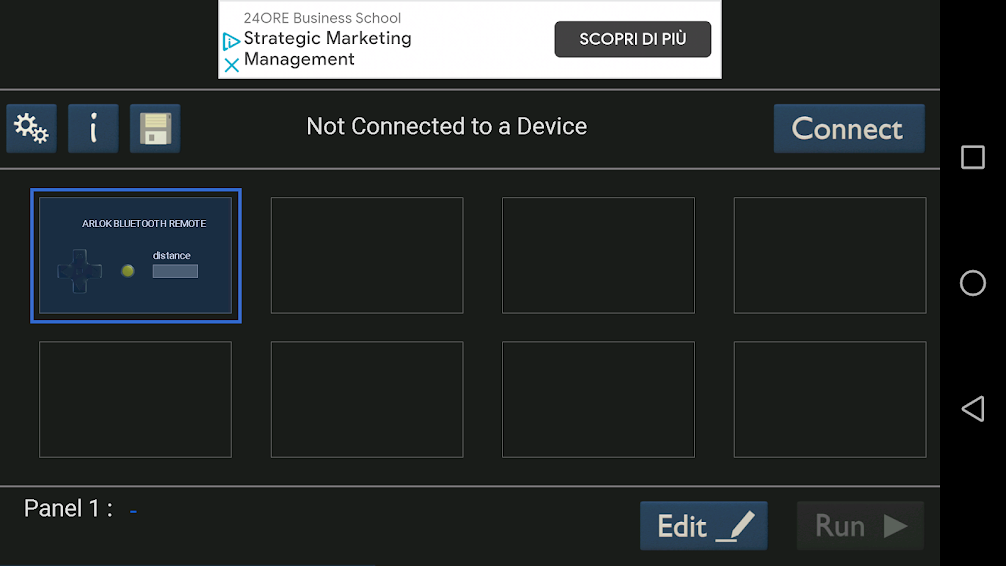 24ORE Business School
Strategic Marketing
Management
SCOPRI DI PIÙ
i
Not Connected to a Device
Connect
ARLOK BLUETOOTH REMOTE
distance
Panel 1 : -
Edit
Run